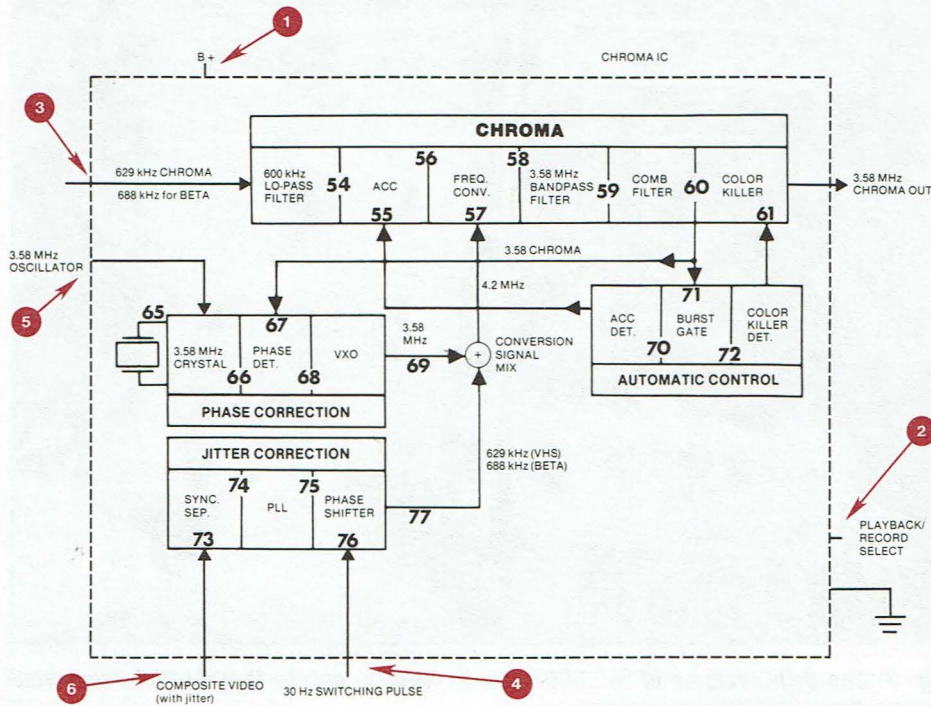 1
B+
CHROMA IC
3
CHROMA
629 kHz CHROMA
688 kHz for BETA
600 kHz
LO-PASS
FILTER
54
ACC
55
56
FREQ.
CONV.
57
58
3.58 MHz
BANDPASS
FILTER
59
COMB
FILTER
60
COLOR
KILLER
61
3.58 MHz
CHROMA OUT
3.58 MHz
OSCILLATOR
5
3.58 CHROMA
4.2 MHz
65
3.58 MHz
CRYSTAL
66
67
PHASE
DET.
68
VXO
PHASE CORRECTION
3.58
MHz
69
+
CONVERSION
SIGNAL
MIX
ACC
DET.
70
71
BURST
GATE
72
COLOR
KILLER
DET.
AUTOMATIC CONTROL
JITTER CORRECTION
SYNC.
SEP.
73
74
PLL
75
PHASE
SHIFTER
76
77
629 kHz (VHS)
688 kHz (BETA)
2
PLAYBACK/
RECORD
SELECT
6
COMPOSITE VIDEO
(with jitter)
30 Hz SWITCHING PULSE
4